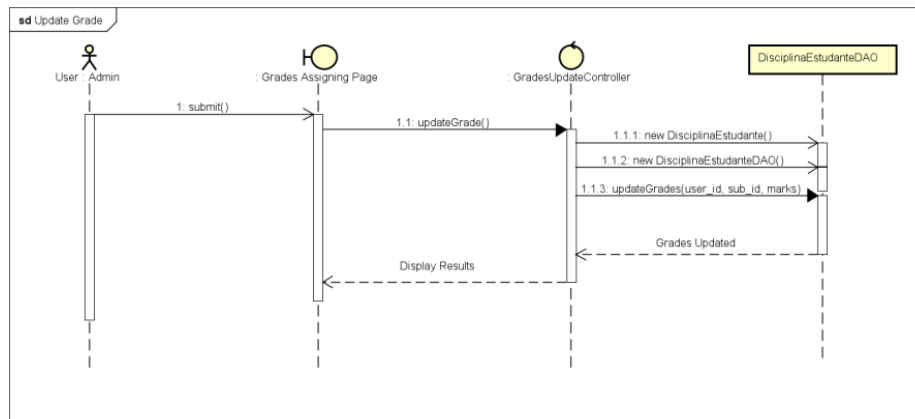 sd Update Grade
User : Admin
: Grades Assigning Page
: GradesUpdateController
DisciplinaEstudanteDAO
1: submit()
1.1: updateGrade()
1.1.1: new DisciplinaEstudante()
1.1.2: new DisciplinaEstudanteDAO()
1.1.3: updateGrades(user_id, sub_id, marks)
Grades Updated
Display Results